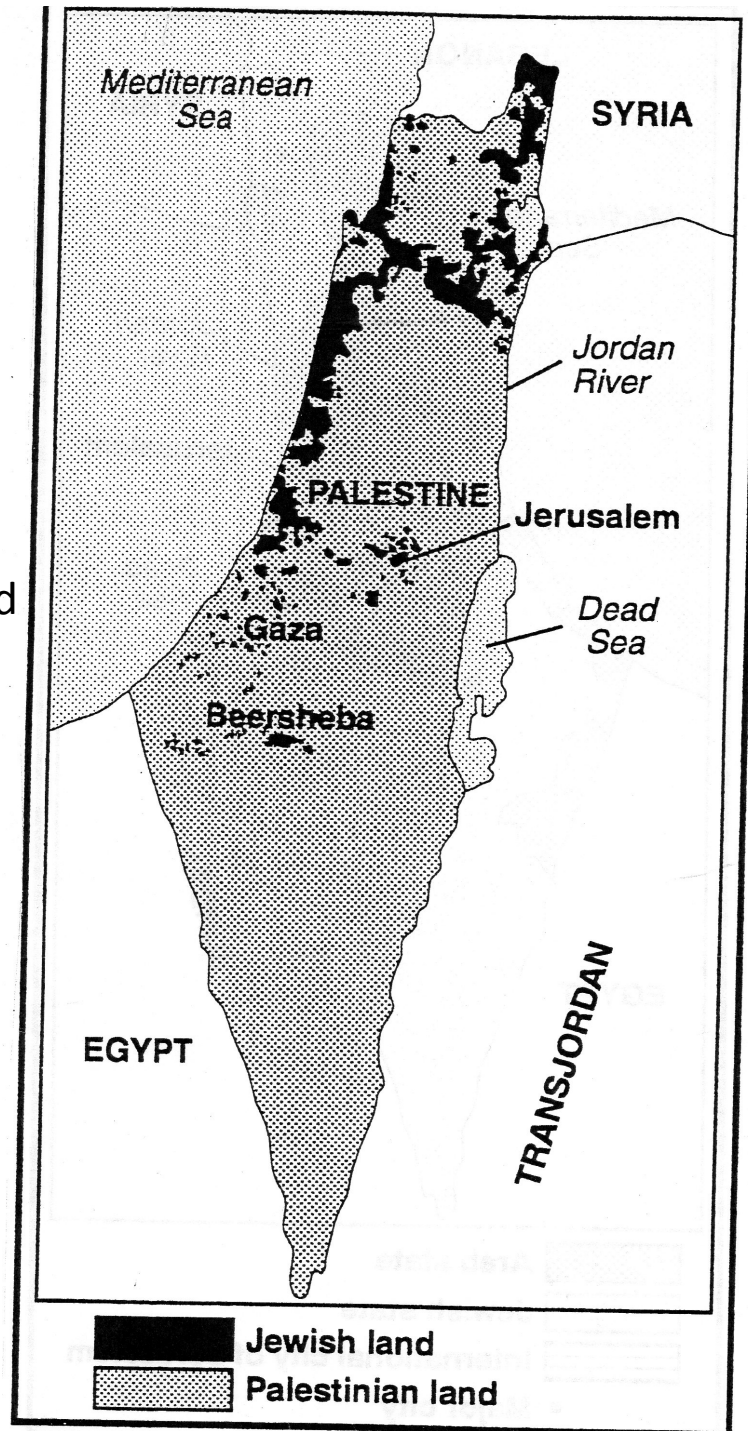 Mediterranean
Sea
SYRIA
Jordan
River
PALESTINE
Jerusalem
d
Dead
Sea
Gaza
Beersheba
EGYPT
TRANSJORDAN
Jewish land
Palestinian land